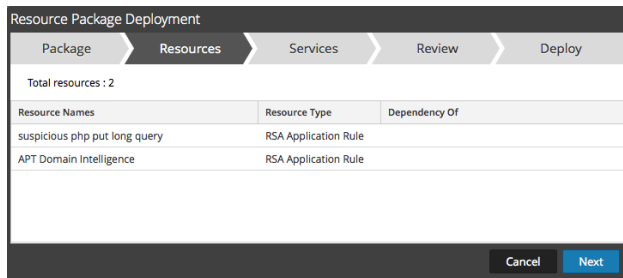 Resource Package Deployment
Package Resources Services Review Deploy
Total resources : 2
Resource Names Resource Type Dependency Of
suspicious php put long query RSA Application Rule
APT Domain Intelligence RSA Application Rule
Cancel Next